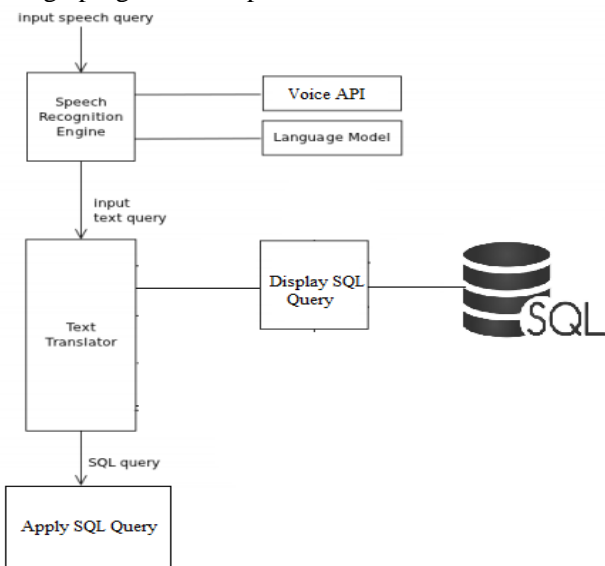 input speech query
Speech
Recognition
Engine
Voice API
Language Model
input
text query
Text
Translator
Display SQL
Query
SQL
SQL query
Apply SQL Query